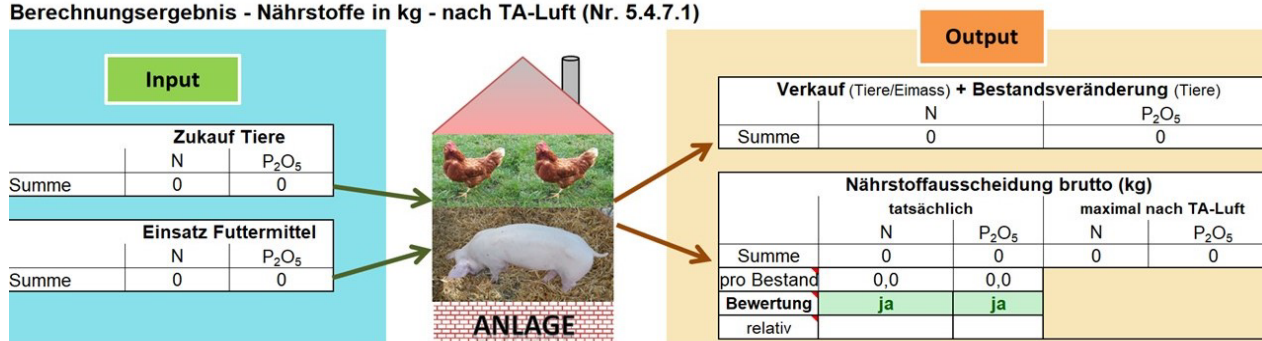 Berechnungsergebnis - Nährstoffe in kg - nach TA-Luft (Nr. 5.4.7.1)
Input
Zukauf Tiere
N P₂O₅
Summe 0 0
Einsatz Futtermittel
N P₂O₅
Summe 0 0
ANLAGE
Output
Verkauf (Tiere/Eimass) + Bestandsveränderung (Tiere)
N P₂O₅
Summe 0 0
Nährstoffausscheidung brutto (kg)
tatsächlich maximal nach TA-Luft
N P₂O₅ N P₂O₅
Summe 0 0 0 0
pro Bestand 0,0 0,0
Bewertung ja ja
relativ